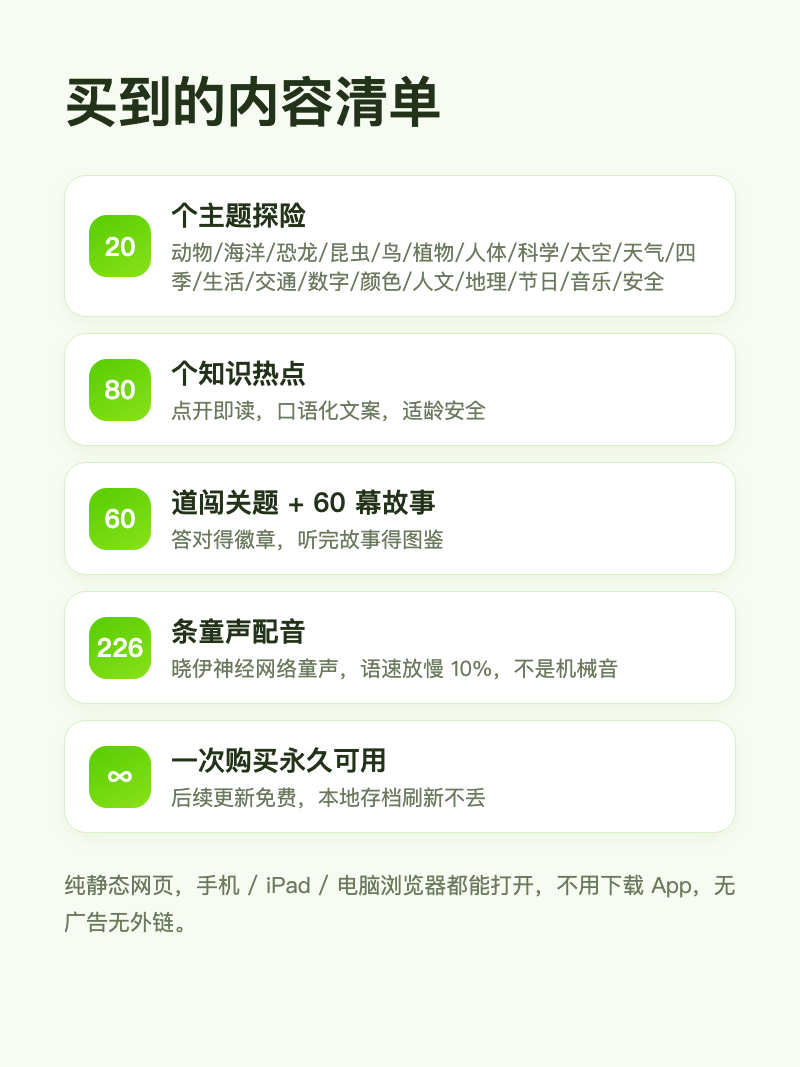 买到的内容清单
20
个主题探险
动物/海洋/恐龙/昆虫/鸟/植物/人体/科学/太空/天气/四
季/生活/交通/数字/颜色/人文/地理/节日/音乐/安全
80
个知识热点
点开即读，口语化文案，适龄安全
60
道闯关题 + 60 幕故事
答对得徽章，听完故事得图鉴
226
条童声配音
晓伊神经网络童声，语速放慢 10%，不是机械音
∞
一次购买永久可用
后续更新免费，本地存档刷新不丢
纯静态网页，手机 / iPad / 电脑浏览器都能打开，不用下载 App，无
广告无外链。